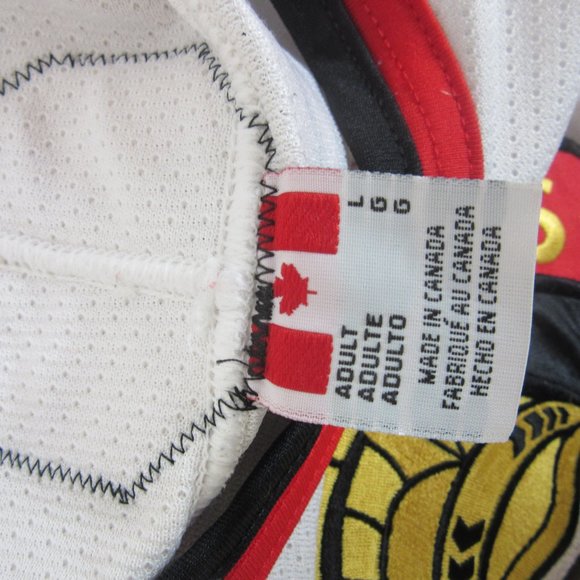 ADULT L
ADULTE G
ADULTO G
MADE IN CANADA
FABRIQUÉ AU CANADA
HECHO EN CANADA